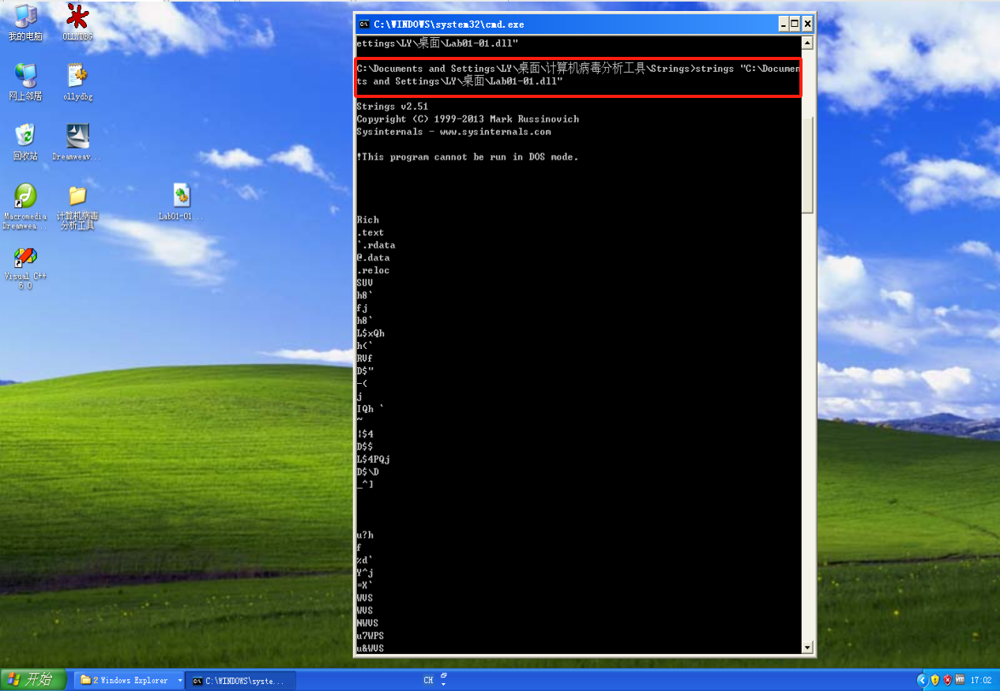 我的电脑
OLLYDBG
网上邻居
ollydbg
回收站
Dreamweav...
Macromedia
Dreamwea...
计算机病毒
分析工具
Lab01-01...
Visual C++
6.0
C:\WINDOWS\system32\cmd.exe
ettings\LY\桌面\Lab01-01.dll"
C:\Documents and Settings\LY\桌面\计算机病毒分析工具\Strings>strings "C:\Documen
ts and Settings\LY\桌面\Lab01-01.dll"
Strings v2.51
Copyright (C) 1999-2013 Mark Russinovich
Sysinternals - www.sysinternals.com
!This program cannot be run in DOS mode.
Rich
.text
`.rdata
@.data
.reloc
SUV
h8`
fj
h8`
L$xQh
h(`
RVf
D$"
-(
j
IQh `
~
!$4
D$$
L$4PQj
D$\D
_^]
u?h
f
%d`
Y^j
=X`
WVS
WVS
NWVS
u7WPS
u&WVS
开始
2 Windows Explorer
C:\WINDOWS\syste...
CH
17:02